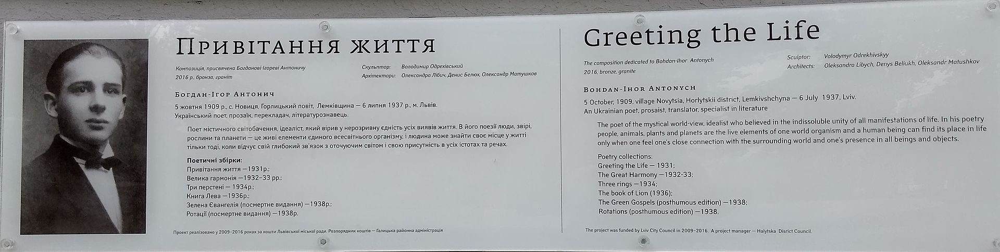 Привітання життя
Композиція, присвячена Богданові-Ігореві Антоничу
2016 р., бронза, граніт
Скульптор: Володимир Одрехівський
Архітектори: Олександра Лібич, Денис Белюх, Олександр Матушков
Богдан-Ігор Антонич
5 жовтня 1909 р., с. Новиця, Горлицький повіт, Лемківщина – 6 липня 1937 р., м. Львів.
Український поет, прозаїк, перекладач, літературознавець.
Поет містичного світобачення, ідеаліст, який вірив у нерозривну єдність усіх виявів життя. В його поезії люди, звірі,
рослини та планети – це живі елементи єдиного всесвітнього організму, і людина може знайти своє місце у житті
тільки тоді, коли відчує свій глибокий зв'язок з оточуючим світом і свою присутність в усіх істотах та речах.
Поетичні збірки:
Привітання життя –1931р.;
Велика гармонія –1932-33 рр.;
Три перстені – 1934р.;
Книга Лева –1936р.;
Зелена Євангелія (посмертне видання) –1938р.;
Ротації (посмертне видання) –1938р.
Проект реалізовано у 2009-2016 роках за кошти Львівської міської ради. Розпорядник коштів – Галицька районна адміністрація
Greeting the Life
The composition dedicated to Bohdan-Ihor Antonych
2016, bronze, granite
Sculptor: Volodymyr Odrekhivskyy
Architects: Oleksandra Libych, Denys Beliukh, Oleksandr Matushkov
Bohdan-Ihor Antonych
5 October, 1909, village Novytsia, Horlytskii district, Lemkivshchyna – 6 July 1937, Lviv.
An Ukrainian poet, prosaist, translator, specialist in literature
The poet of the mystical world-view, idealist who believed in the indissoluble unity of all manifestations of life. In his poetry
people, animals, plants and planets are the live elements of one world organism and a human being can find its place in life
only when one feel one's close connection with the surrounding world and one's presence in all beings and objects.
Poetry collections:
Greeting the Life – 1931;
The Great Harmony –1932-33;
Three rings –1934;
The book of Lion (1936);
The Green Gospels (posthumous edition) –1938;
Rotations (posthumous edition) –1938.
The project was funded by Lviv City Council in 2009-2016. A project manager – Halytska Disrict Council.